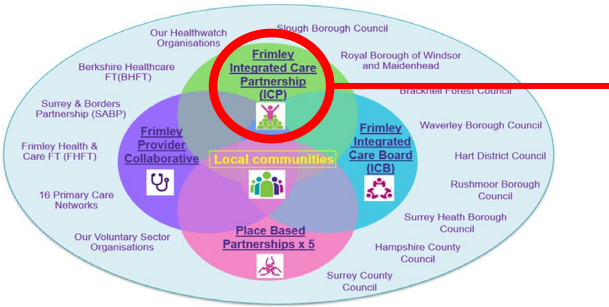 Our Healthwatch
Organisations
Slough Borough Council
Berkshire Healthcare
FT(BHFT)
Frimley
Integrated Care
Partnership
(ICP)
Royal Borough of Windsor
and Maidenhead
Bracknell Forest Council
Surrey & Borders
Partnership (SABP)
Frimley
Provider
Collaborative
Local communities
Frimley
Integrated
Care Board
(ICB)
Waverley Borough Council
Frimley Health &
Care FT (FHFT)
Hart District Council
16 Primary Care
Networks
Rushmoor Borough
Council
Our Voluntary Sector
Organisations
Place Based
Partnerships x 5
Surrey Heath Borough
Council
Hampshire County
Council
Surrey County
Council